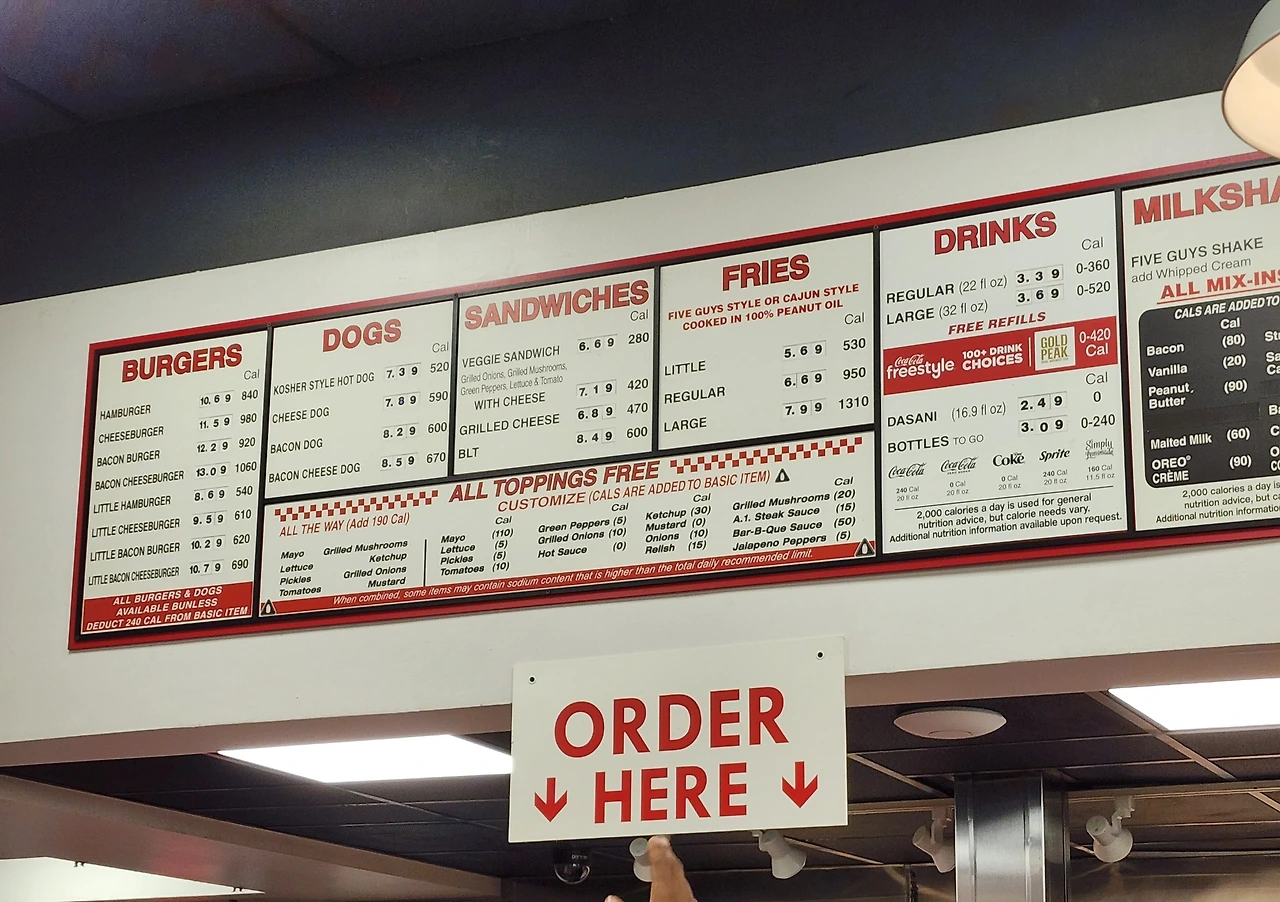 BURGERS
Cal
HAMBURGER 10.69 840
CHEESEBURGER 11.59 980
BACON BURGER 12.29 920
BACON CHEESEBURGER 13.09 1060
LITTLE HAMBURGER 8.69 540
LITTLE CHEESEBURGER 9.59 610
LITTLE BACON BURGER 10.29 620
LITTLE BACON CHEESEBURGER 10.79 690
ALL BURGERS & DOGS
AVAILABLE BUNLESS
DEDUCT 240 CAL FROM BASIC ITEM
DOGS
Cal
KOSHER STYLE HOT DOG 7.39 520
CHEESE DOG 7.89 590
BACON DOG 8.29 600
BACON CHEESE DOG 8.59 670
SANDWICHES
Cal
VEGGIE SANDWICH 6.69 280
Grilled Onions, Grilled Mushrooms,
Green Peppers, Lettuce & Tomato
WITH CHEESE 7.19 420
GRILLED CHEESE 6.89 470
BLT 8.49 600
FRIES
FIVE GUYS STYLE OR CAJUN STYLE
COOKED IN 100% PEANUT OIL
Cal
LITTLE 5.69 530
REGULAR 6.69 950
LARGE 7.99 1310
ALL TOPPINGS FREE
CUSTOMIZE (CALS ARE ADDED TO BASIC ITEM)
ALL THE WAY (Add 190 Cal)
Mayo Grilled Mushrooms
Lettuce Ketchup
Pickles Grilled Onions
Tomatoes Mustard
Cal
Mayo (110)
Lettuce (5)
Pickles (5)
Tomatoes (10)
Cal
Green Peppers (5)
Grilled Onions (10)
Hot Sauce (0)
Cal
Ketchup (30)
Mustard (0)
Onions (10)
Relish (15)
Cal
Grilled Mushrooms (20)
A.1. Steak Sauce (15)
Bar-B-Que Sauce (50)
Jalapeno Peppers (5)
When combined, some items may contain sodium content that is higher than the total daily recommended limit.
DRINKS
Cal
REGULAR (22 fl oz) 3.39 0-360
LARGE (32 fl oz) 3.69 0-520
FREE REFILLS
Coca-Cola freestyle
100+ DRINK CHOICES
GOLD PEAK
0-420 Cal
Cal
DASANI (16.9 fl oz) 2.49 0
BOTTLES TO GO 3.09 0-240
Coca-Cola Coca-Cola Coke Sprite Simply
240 Cal 0 Cal 0 Cal 240 Cal 160 Cal
20 fl oz 20 fl oz 20 fl oz 20 fl oz 11.5 fl oz
2,000 calories a day is used for general
nutrition advice, but calorie needs vary.
Additional nutrition information available upon request.
MILKSHA
FIVE GUYS SHAKE
add Whipped Cream
ALL MIX-INS
CALS ARE ADDED TO
Cal
Bacon (80)
Vanilla (20)
Peanut Butter (90)
Malted Milk (60)
OREO® CRÈME (90)
2,000 calories a day is
nutrition advice, but ca
Additional nutrition informati
ORDER
HERE